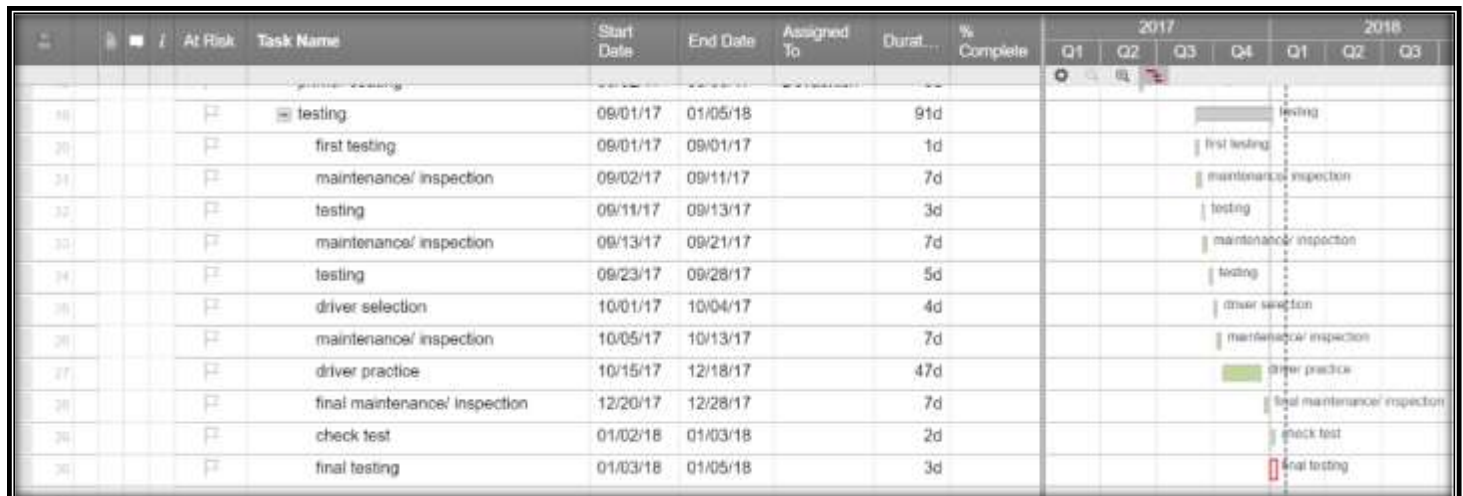 2017 2018
i At Risk Task Name Start Date End Date Assigned To Durat... % Complete Q1 Q2 Q3 Q4 Q1 Q2 Q3
testing 09/01/17 01/05/18 91d testing
first testing 09/01/17 09/01/17 1d first testing
maintenance/ inspection 09/02/17 09/11/17 7d maintenance/ inspection
testing 09/11/17 09/13/17 3d testing
maintenance/ inspection 09/13/17 09/21/17 7d maintenance/ inspection
testing 09/23/17 09/28/17 5d testing
driver selection 10/01/17 10/04/17 4d driver selection
maintenance/ inspection 10/05/17 10/13/17 7d maintenance/ inspection
27 driver practice 10/15/17 12/18/17 47d driver practice
final maintenance/ inspection 12/20/17 12/28/17 7d final maintenance/ inspection
check test 01/02/18 01/03/18 2d check test
final testing 01/03/18 01/05/18 3d final testing